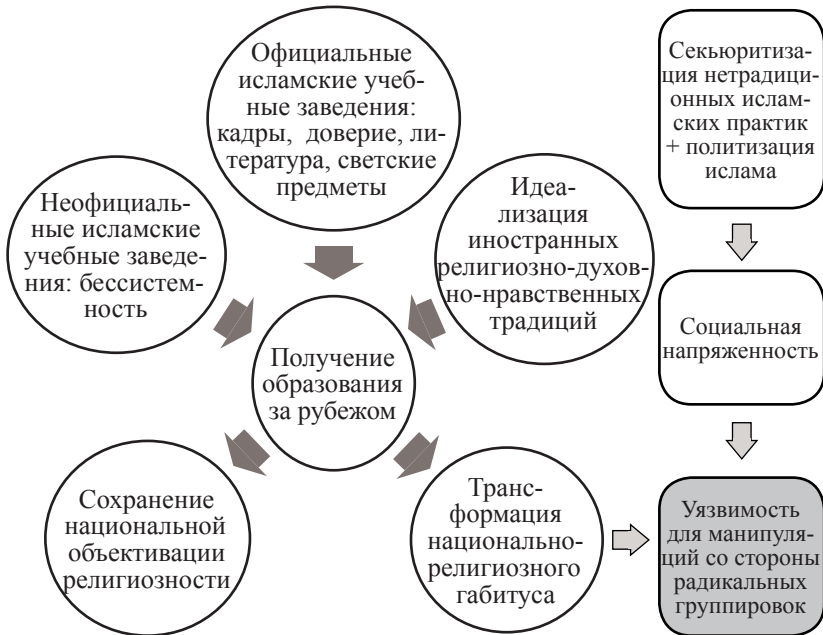 Официальные
исламские учеб-
ные заведения:
кадры, доверие, ли-
тература, светские
предметы
Секьюритиза-
ция нетрадици-
онных ислам-
ских практик
+ политизация
ислама
Неофициаль-
ные исламские
учебные заведе-
ния: бессистем-
ность
Идеа-
лизация
иностранных
религиозно-духов-
но-нравственных
традиций
Получение
образования
за рубежом
Социальная
напряженность
Сохранение
национальной
объективации
религиозности
Транс-
формация
национально-
религиозного
габитуса
Уязвимость
для манипуля-
ций со стороны
радикальных
группировок